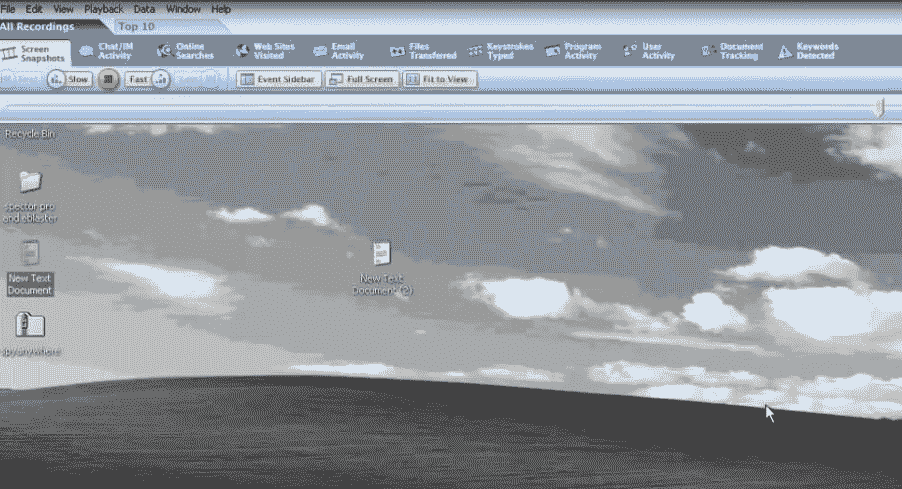 File Edit View Playback Data Window Help
All Recordings Top 10
Screen
Snapshots
Chat/IM
Activity
Online
Searches
Web Sites
Visited
Email
Activity
Files
Transferred
Keystrokes
Typed
Program
Activity
User
Activity
Document
Tracking
Keywords
Detected
Slow Fast Event Sidebar Full Screen Fit to View
Recycle Bin
spector pro
and eblaster
New Text
Document
New Text
Document (2)
spyanywhere